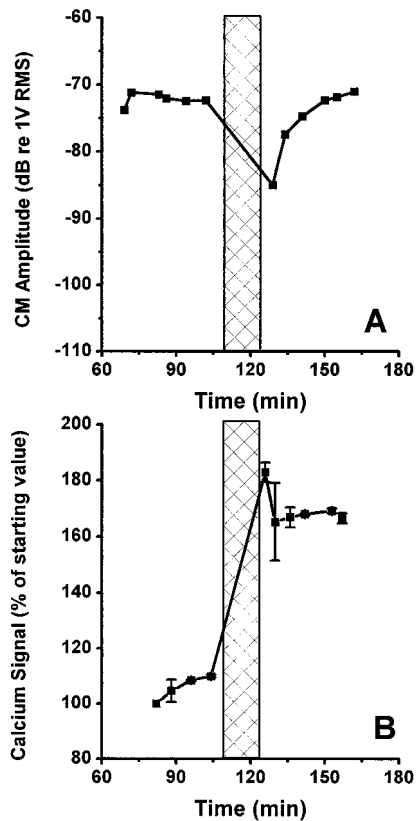 CM Amplitude (dB re 1V RMS)
-60
-70
-80
-90
-100
-110
A
60 90 120 150 180
Time (min)
Calcium Signal (% of starting value)
200
180
160
140
120
100
80
B
60 90 120 150 180
Time (min)